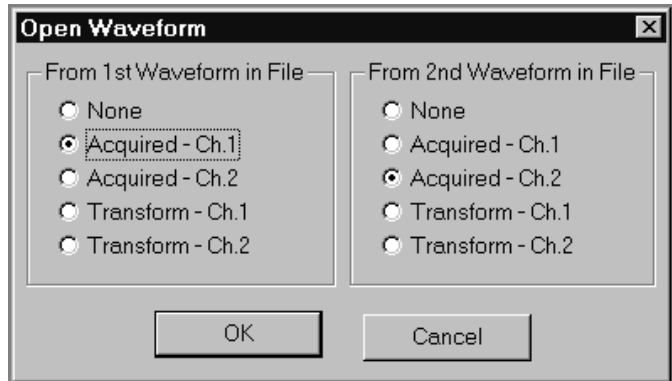 Open Waveform
From 1st Waveform in File
None
Acquired - Ch.1
Acquired - Ch.2
Transform - Ch.1
Transform - Ch.2
From 2nd Waveform in File
None
Acquired - Ch.1
Acquired - Ch.2
Transform - Ch.1
Transform - Ch.2
OK
Cancel